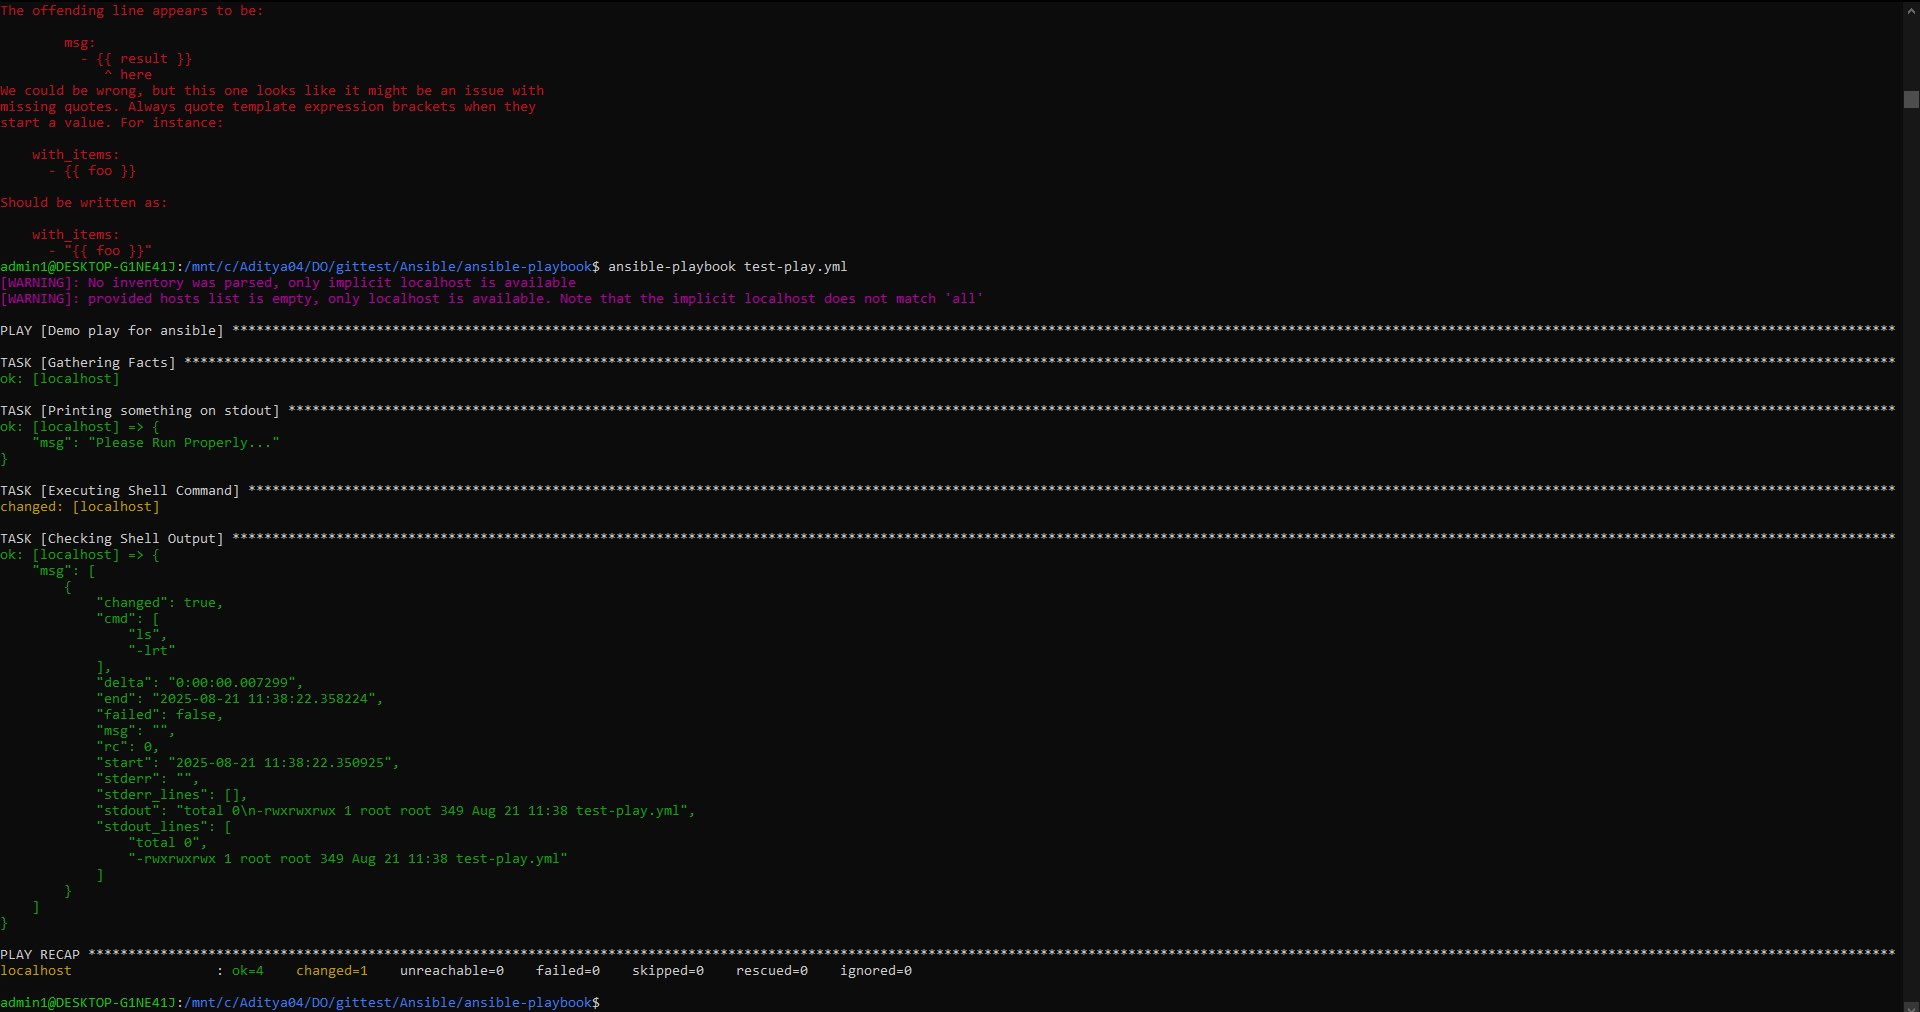 The offending line appears to be:

        msg:
          - {{ result }}
             ^ here
We could be wrong, but this one looks like it might be an issue with
missing quotes. Always quote template expression brackets when they
start a value. For instance:

    with_items:
      - {{ foo }}

Should be written as:

    with_items:
      - "{{ foo }}"
admin1@DESKTOP-G1NE41J:/mnt/c/Aditya04/DO/gittest/Ansible/ansible-playbook$ ansible-playbook test-play.yml
[WARNING]: No inventory was parsed, only implicit localhost is available
[WARNING]: provided hosts list is empty, only localhost is available. Note that the implicit localhost does not match 'all'

PLAY [Demo play for ansible] ****************************************************************************************************************************************************************************************************************

TASK [Gathering Facts] **********************************************************************************************************************************************************************************************************************
ok: [localhost]

TASK [Printing something on stdout] *********************************************************************************************************************************************************************************************************
ok: [localhost] => {
    "msg": "Please Run Properly..."
}

TASK [Executing Shell Command] **************************************************************************************************************************************************************************************************************
changed: [localhost]

TASK [Checking Shell Output] ****************************************************************************************************************************************************************************************************************
ok: [localhost] => {
    "msg": [
        {
            "changed": true,
            "cmd": [
                "ls",
                "-lrt"
            ],
            "delta": "0:00:00.007299",
            "end": "2025-08-21 11:38:22.358224",
            "failed": false,
            "msg": "",
            "rc": 0,
            "start": "2025-08-21 11:38:22.350925",
            "stderr": "",
            "stderr_lines": [],
            "stdout": "total 0\n-rwxrwxrwx 1 root root 349 Aug 21 11:38 test-play.yml",
            "stdout_lines": [
                "total 0",
                "-rwxrwxrwx 1 root root 349 Aug 21 11:38 test-play.yml"
            ]
        }
    ]
}

PLAY RECAP **********************************************************************************************************************************************************************************************************************************
localhost                  : ok=4    changed=1    unreachable=0    failed=0    skipped=0    rescued=0    ignored=0

admin1@DESKTOP-G1NE41J:/mnt/c/Aditya04/DO/gittest/Ansible/ansible-playbook$